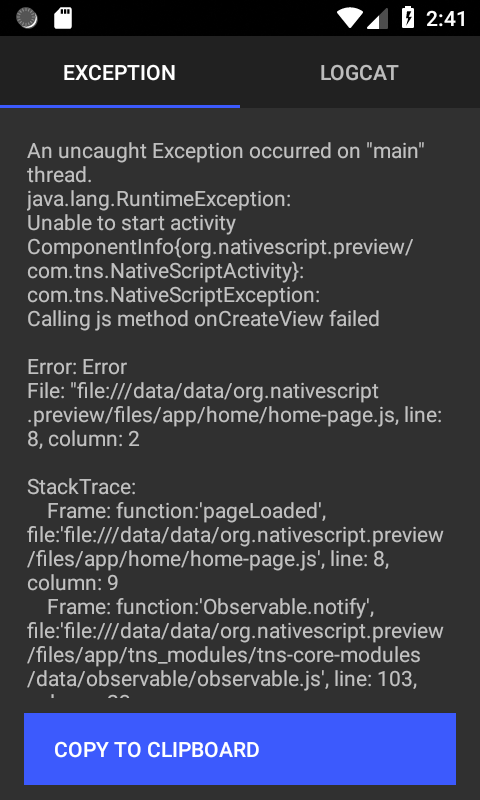 2:41
EXCEPTION
LOGCAT
An uncaught Exception occurred on "main"
thread.
java.lang.RuntimeException:
Unable to start activity
ComponentInfo{org.nativescript.preview/
com.tns.NativeScriptActivity}:
com.tns.NativeScriptException:
Calling js method onCreateView failed
Error: Error
File: "file:///data/data/org.nativescript
.preview/files/app/home/home-page.js, line:
8, column: 2
StackTrace:
Frame: function:'pageLoaded',
file:'file:///data/data/org.nativescript.preview
/files/app/home/home-page.js', line: 8,
column: 9
Frame: function:'Observable.notify',
file:'file:///data/data/org.nativescript.preview
/files/app/tns_modules/tns-core-modules
/data/observable/observable.js', line: 103,
COPY TO CLIPBOARD